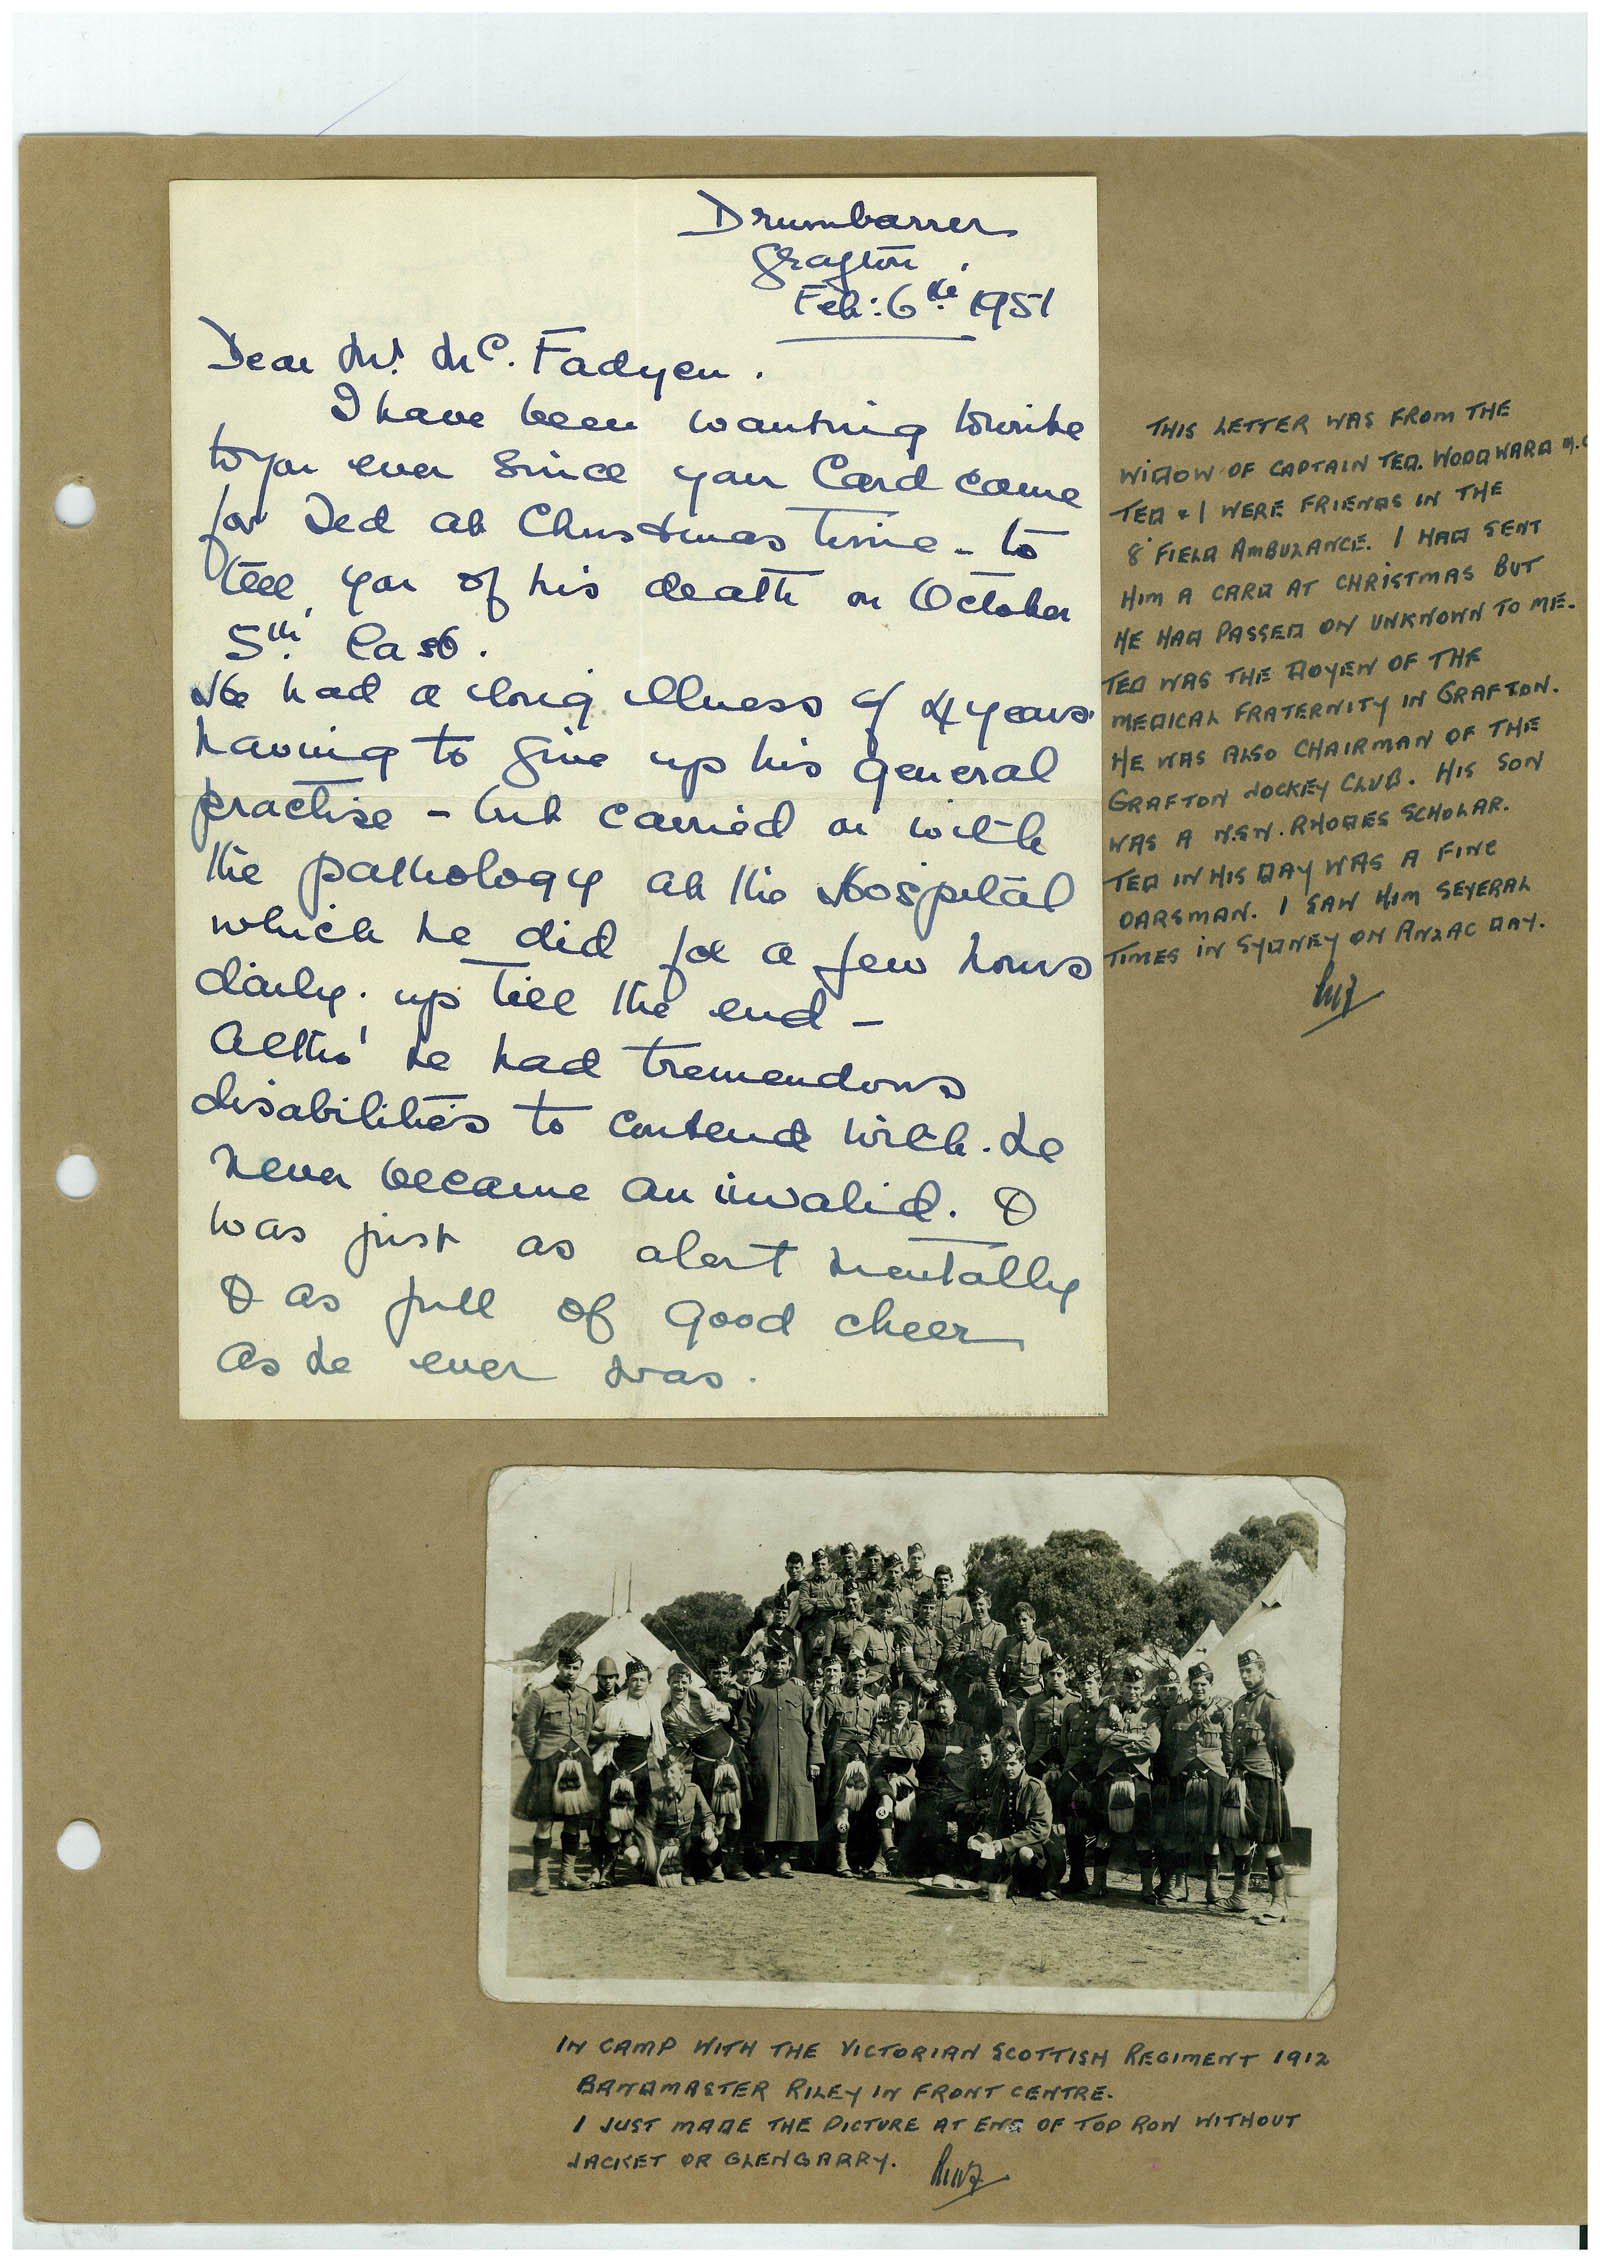 Drumbarrer
Grafton.
Feb: 6th 1951
Dear Mr. Mc. Fadyen.
I have been wanting to write
to you ever since your Card came
for Ted at Christmas time - to
tell you of his death on October
5th last.
He had a long illness of 4 years.
having to give up his general
practise - but carried on with
the pathology at the Hospital
which he did for a few hours
daily. up till the end -
Altho' he had tremendous
disabilities to contend with. he
never became an invalid. &
was just as alert mentally
& as full of good cheer
as he ever was.
THIS LETTER WAS FROM THE
WIDOW OF CAPTAIN TED. WOODWARD M.C
TED & I WERE FRIENDS IN THE
8' FIELD AMBULANCE. I HAD SENT
HIM A CARD AT CHRISTMAS BUT
HE HAD PASSED ON UNKNOWN TO ME.
TED WAS THE DOYEN OF THE
MEDICAL FRATERNITY IN GRAFTON.
HE WAS ALSO CHAIRMAN OF THE
GRAFTON JOCKEY CLUB. HIS SON
WAS A N.S.W. RHODES SCHOLAR.
TED IN HIS DAY WAS A FINE
OARSMAN. I SAW HIM SEVERAL
TIMES IN SYDNEY ON ANZAC DAY.
IN CAMP WITH THE VICTORIAN SCOTTISH REGIMENT 1912
BANDMASTER RILEY IN FRONT CENTRE.
I JUST MADE THE PICTURE AT END OF TOP ROW WITHOUT
JACKET OR GLENGARRY.